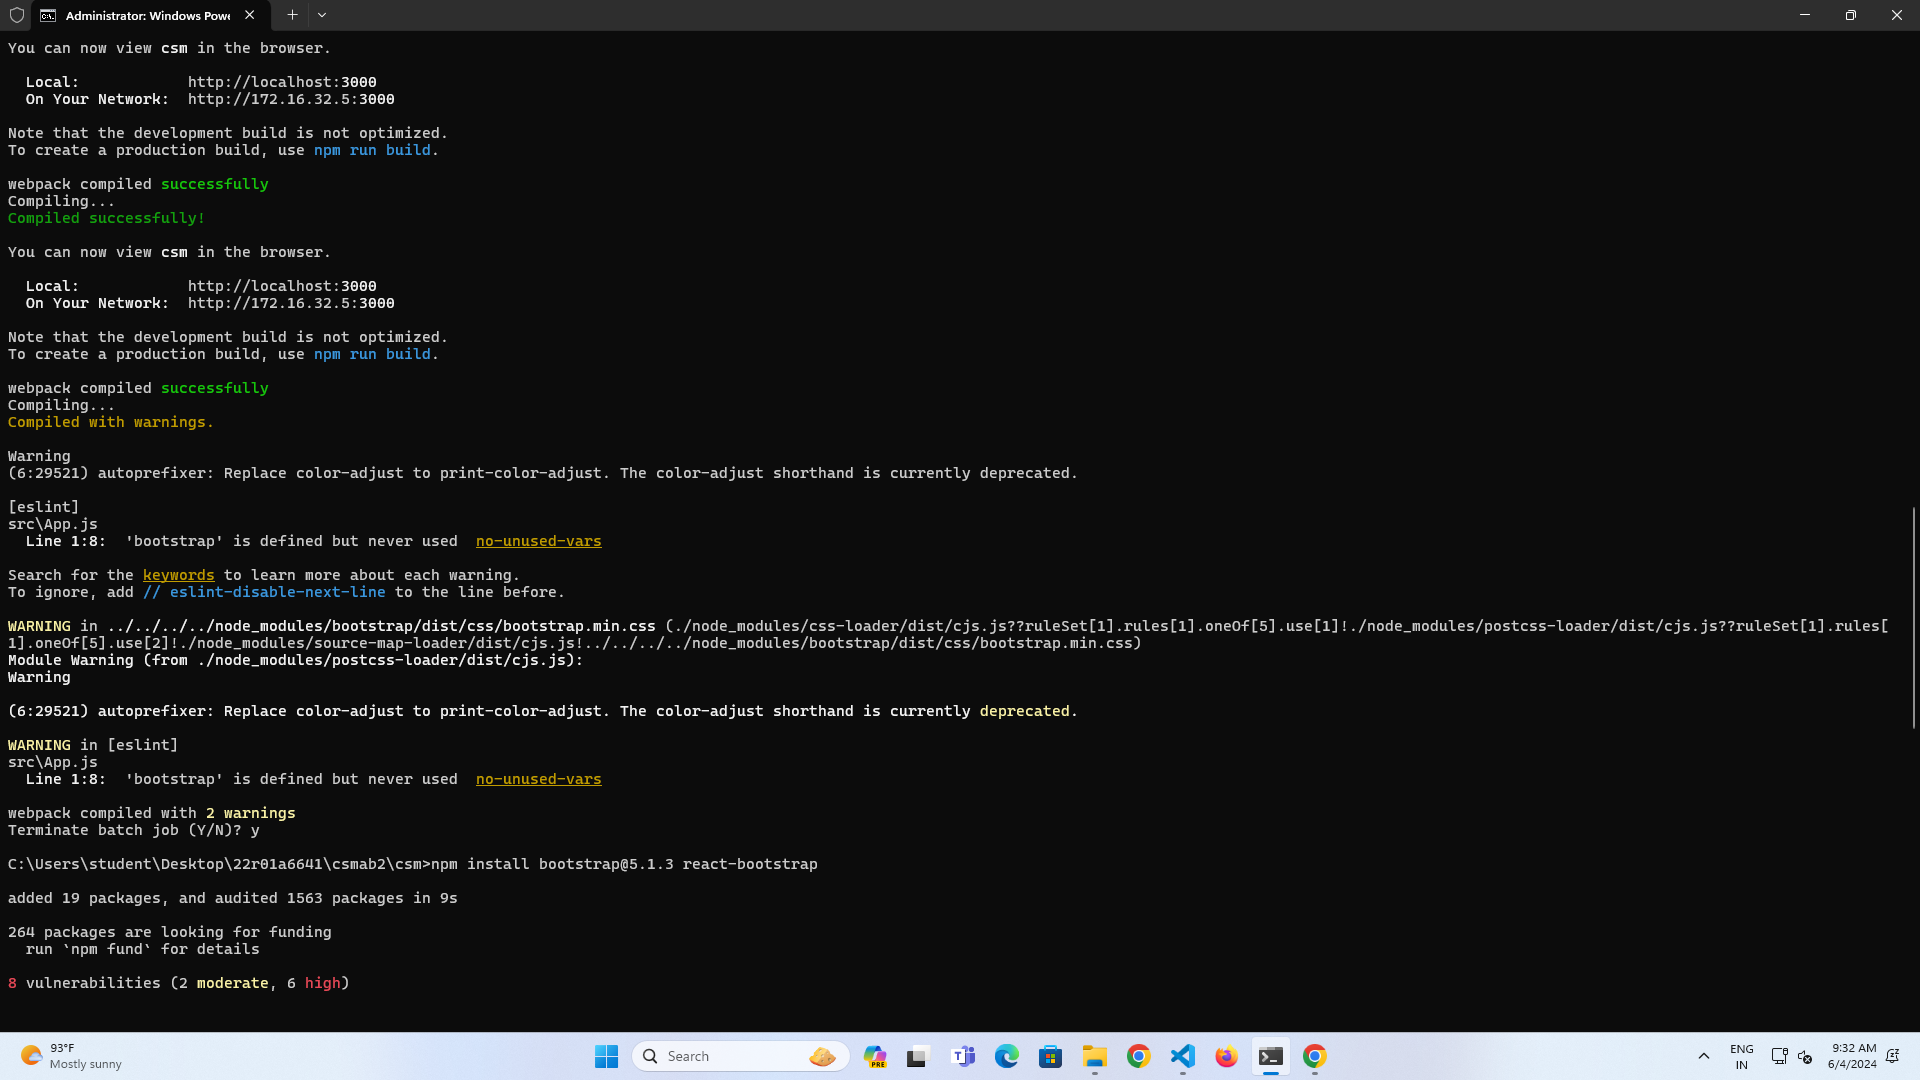 Administrator: Windows Powe
You can now view csm in the browser.
Local: http://localhost:3000
On Your Network: http://172.16.32.5:3000
Note that the development build is not optimized.
To create a production build, use npm run build.
webpack compiled successfully
Compiling...
Compiled successfully!
You can now view csm in the browser.
Local: http://localhost:3000
On Your Network: http://172.16.32.5:3000
Note that the development build is not optimized.
To create a production build, use npm run build.
webpack compiled successfully
Compiling...
Compiled with warnings.
Warning
(6:29521) autoprefixer: Replace color-adjust to print-color-adjust. The color-adjust shorthand is currently deprecated.
[eslint]
src\App.js
Line 1:8: 'bootstrap' is defined but never used no-unused-vars
Search for the keywords to learn more about each warning.
To ignore, add // eslint-disable-next-line to the line before.
WARNING in ../../../../node_modules/bootstrap/dist/css/bootstrap.min.css (./node_modules/css-loader/dist/cjs.js??ruleSet[1].rules[1].oneOf[5].use[1]!./node_modules/postcss-loader/dist/cjs.js??ruleSet[1].rules[
1].oneOf[5].use[2]!./node_modules/source-map-loader/dist/cjs.js!../../../../node_modules/bootstrap/dist/css/bootstrap.min.css)
Module Warning (from ./node_modules/postcss-loader/dist/cjs.js):
Warning
(6:29521) autoprefixer: Replace color-adjust to print-color-adjust. The color-adjust shorthand is currently deprecated.
WARNING in [eslint]
src\App.js
Line 1:8: 'bootstrap' is defined but never used no-unused-vars
webpack compiled with 2 warnings
Terminate batch job (Y/N)? y
C:\Users\student\Desktop\22r01a6641\csmab2\csm>npm install bootstrap@5.1.3 react-bootstrap
added 19 packages, and audited 1563 packages in 9s
264 packages are looking for funding
run `npm fund` for details
8 vulnerabilities (2 moderate, 6 high)
93°F
Mostly sunny
Search
PRE
ENG
IN
9:32 AM
6/4/2024